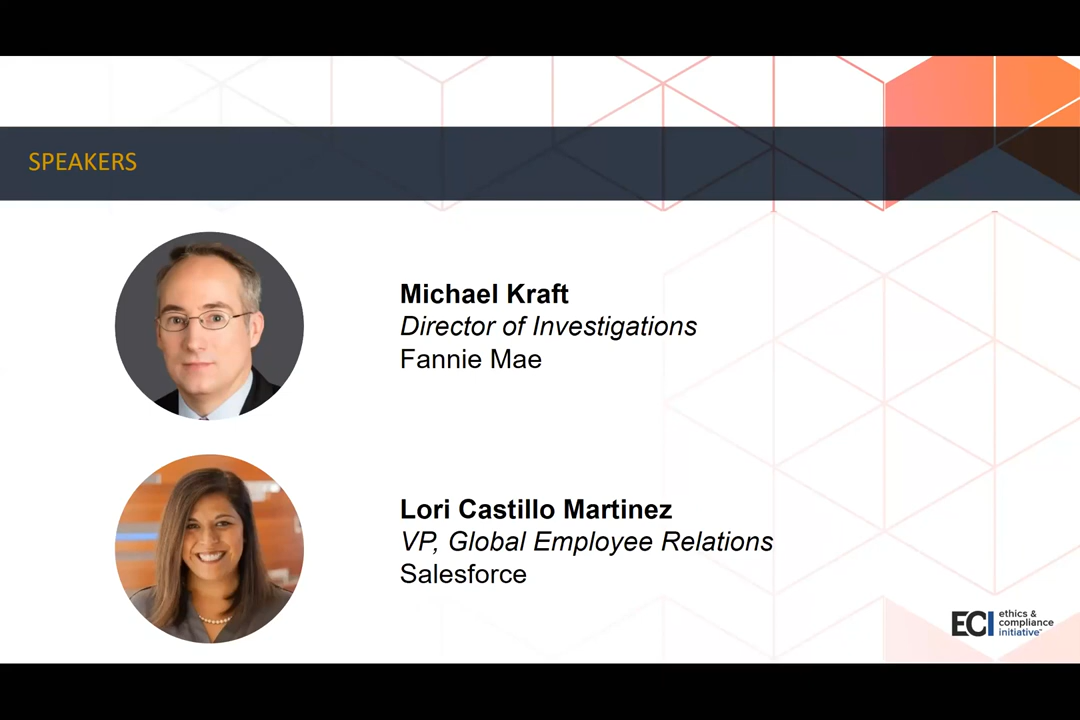 SPEAKERS
Michael Kraft
Director of Investigations
Fannie Mae
Lori Castillo Martinez
VP, Global Employee Relations
Salesforce
ECI
ethics &
compliance
initiative™